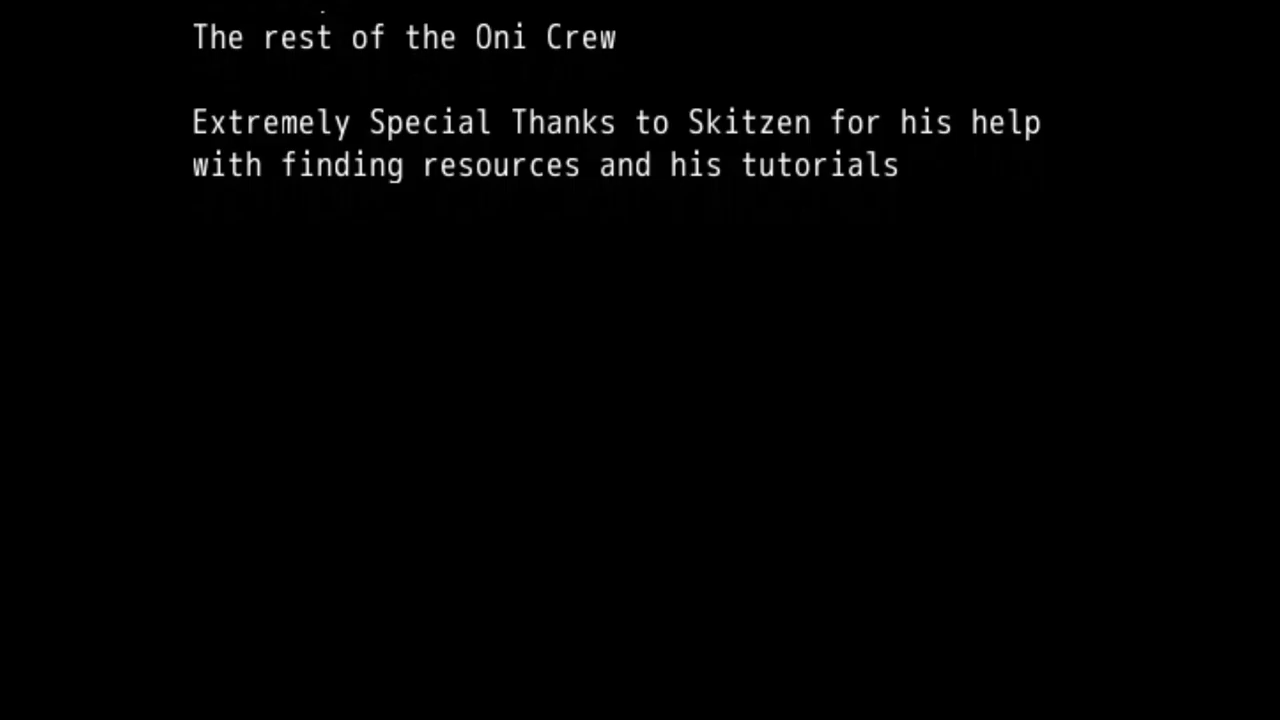 The rest of the Oni Crew
Extremely Special Thanks to Skitzen for his help
with finding resources and his tutorials